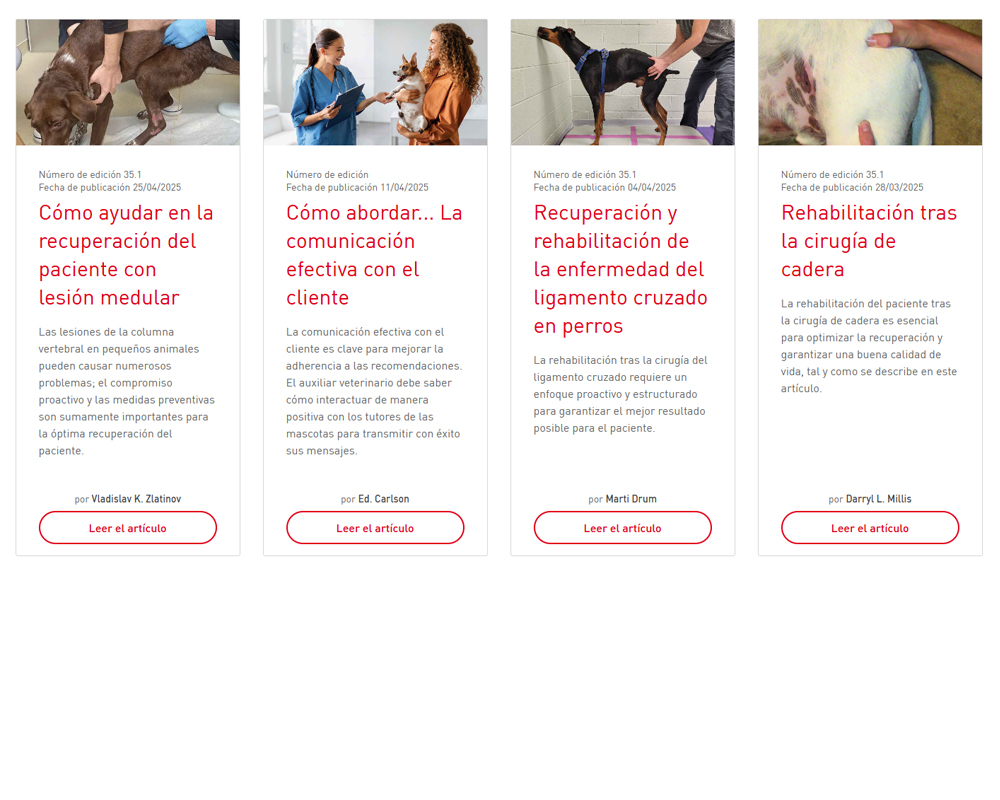 Número de edición 35.1
Fecha de publicación 25/04/2025
Cómo ayudar en la
recuperación del
paciente con
lesión medular
Las lesiones de la columna
vertebral en pequeños animales
pueden causar numerosos
problemas; el compromiso
proactivo y las medidas preventivas
son sumamente importantes para
la óptima recuperación del
paciente.
por Vladislav K. Zlatinov
Leer el artículo
Número de edición
Fecha de publicación 11/04/2025
Cómo abordar... La
comunicación
efectiva con el
cliente
La comunicación efectiva con el
cliente es clave para mejorar la
adherencia a las recomendaciones.
El auxiliar veterinario debe saber
cómo interactuar de manera
positiva con los tutores de las
mascotas para transmitir con éxito
sus mensajes.
por Ed. Carlson
Leer el artículo
Número de edición 35.1
Fecha de publicación 04/04/2025
Recuperación y
rehabilitación de
la enfermedad del
ligamento cruzado
en perros
La rehabilitación tras la cirugía del
ligamento cruzado requiere un
enfoque proactivo y estructurado
para garantizar el mejor resultado
posible para el paciente.
por Marti Drum
Leer el artículo
Número de edición 35.1
Fecha de publicación 28/03/2025
Rehabilitación tras
la cirugía de
cadera
La rehabilitación del paciente tras
la cirugía de cadera es esencial
para optimizar la recuperación y
garantizar una buena calidad de
vida, tal y como se describe en este
artículo.
por Darryl L. Millis
Leer el artículo